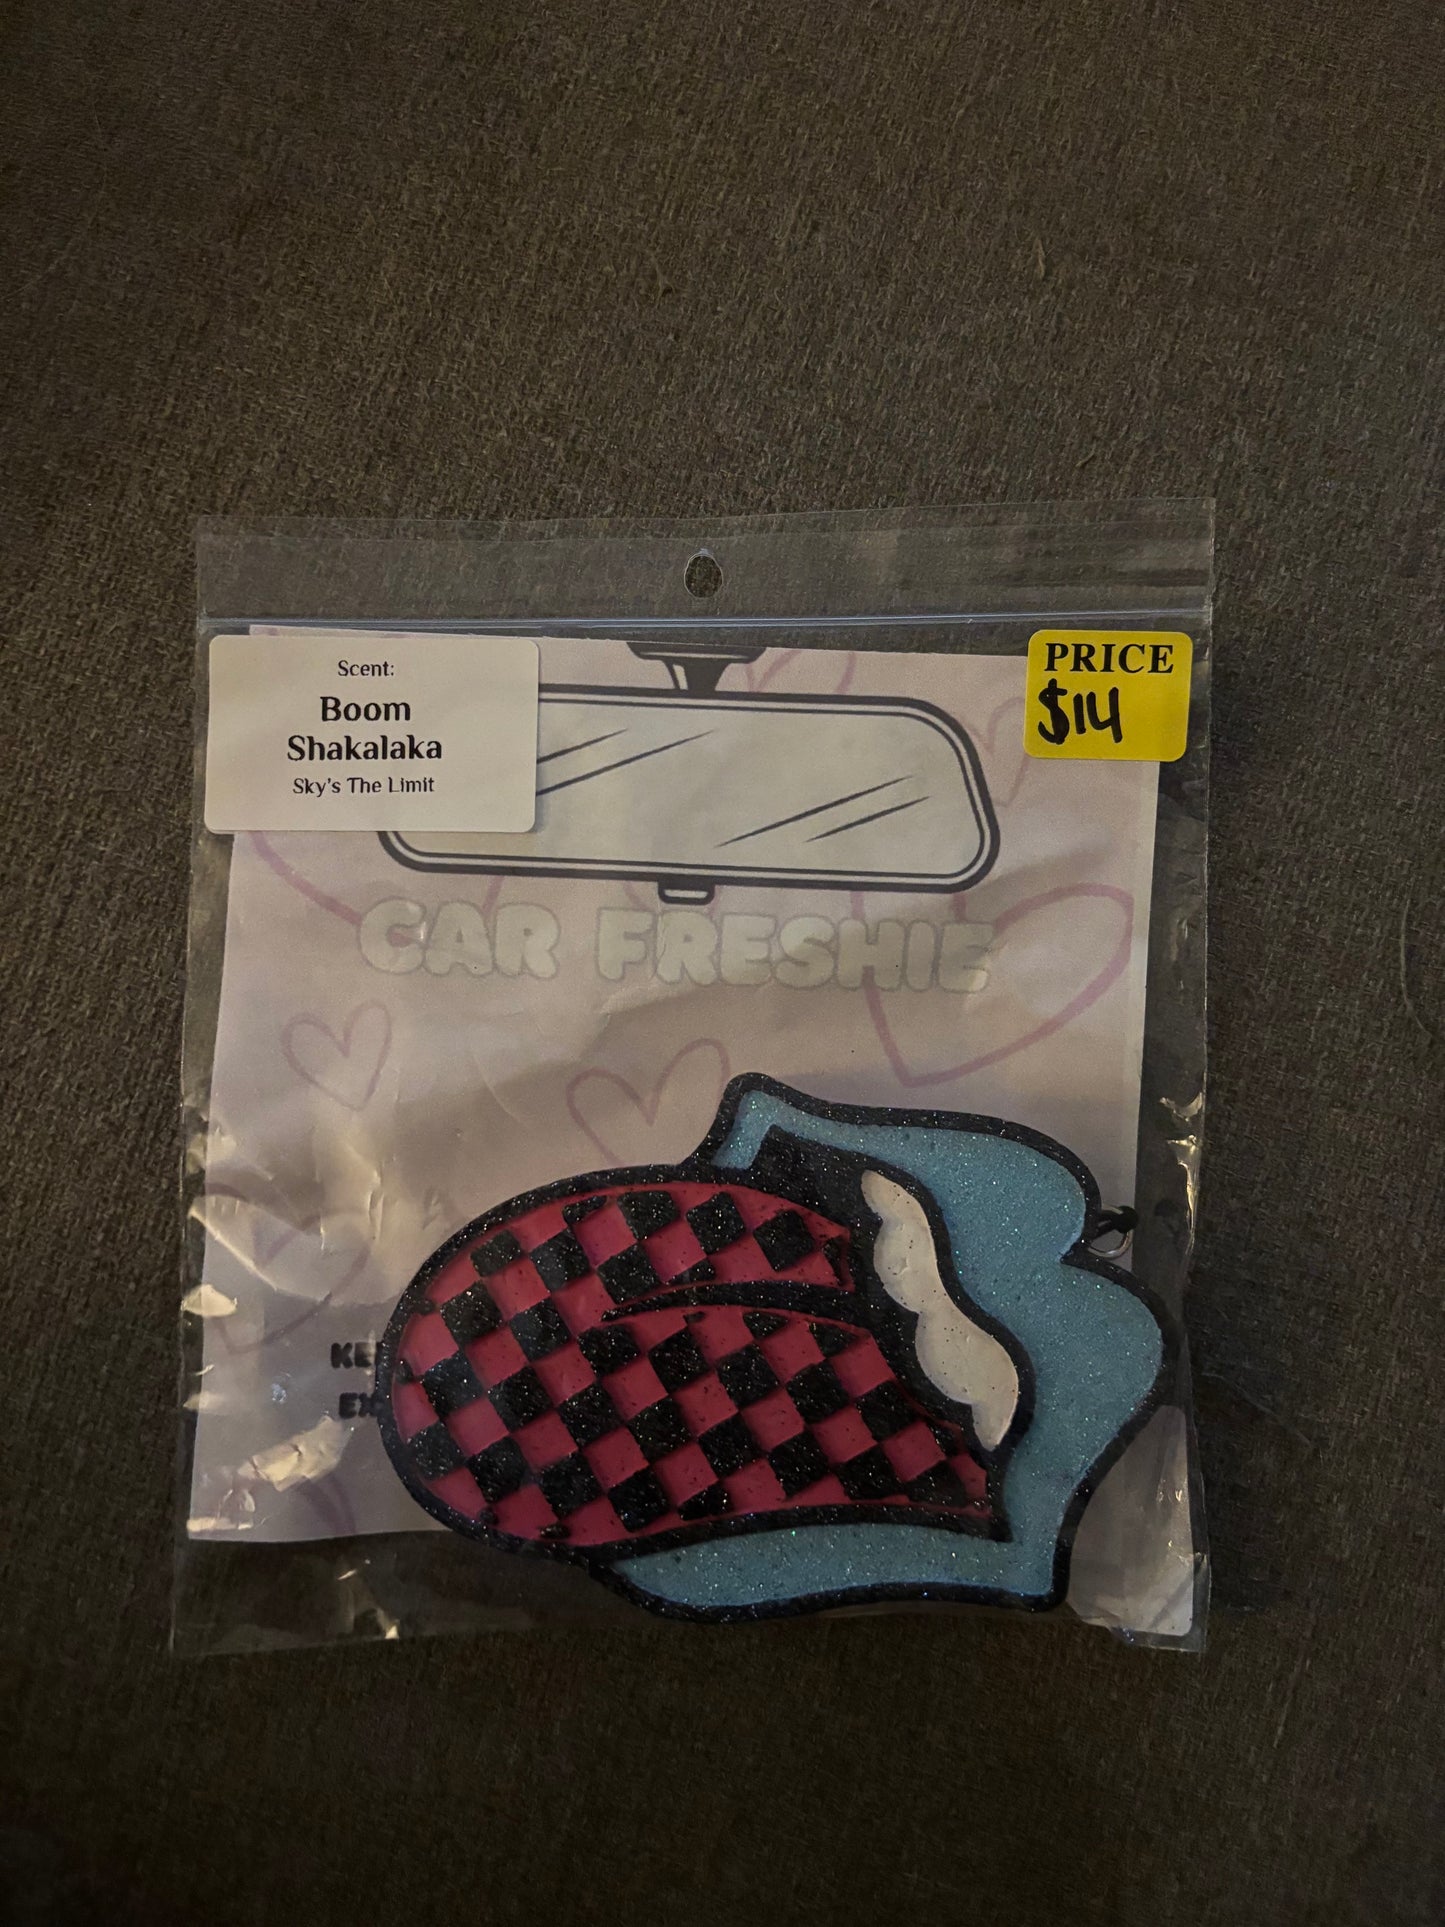 Scent:
Boom
Shakalaka
Sky's The Limit
PRICE
$14
CAR FRESHIE